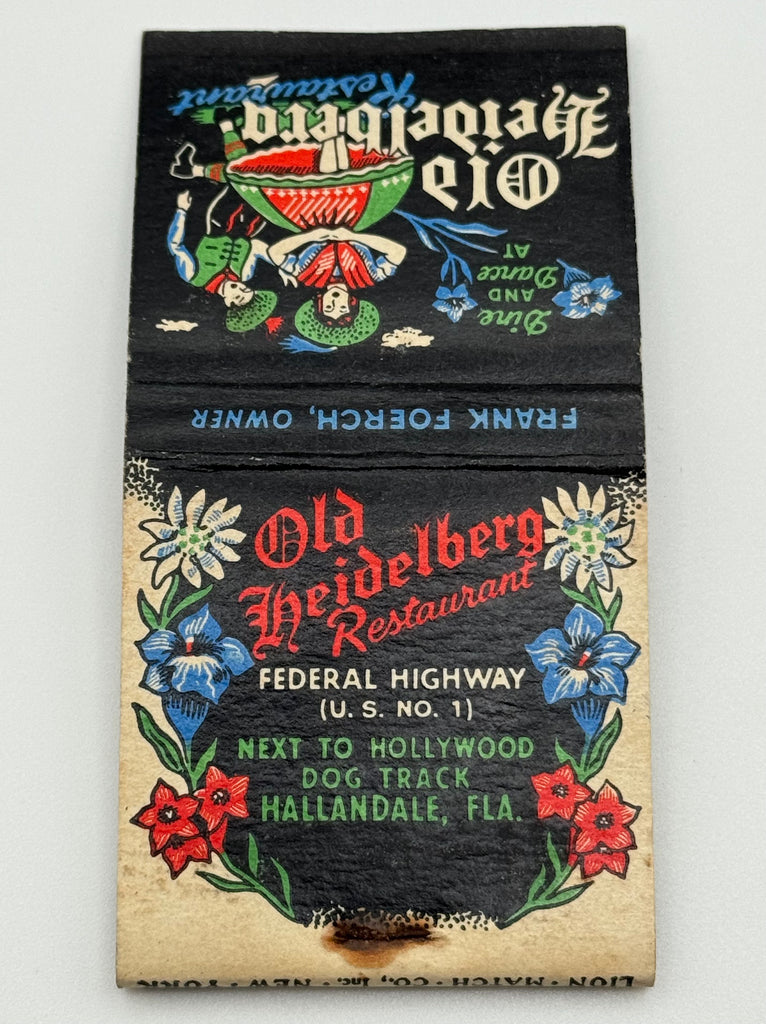 Dine
AND
Dance
AT
Old
Heidelberg
Restaurant
FRANK FOERCH, OWNER
Old
Heidelberg
Restaurant
FEDERAL HIGHWAY
(U. S. NO. 1)
NEXT TO HOLLYWOOD
DOG TRACK
HALLANDALE, FLA.
LION · MATCH · CO., INC. · NEW · YORK